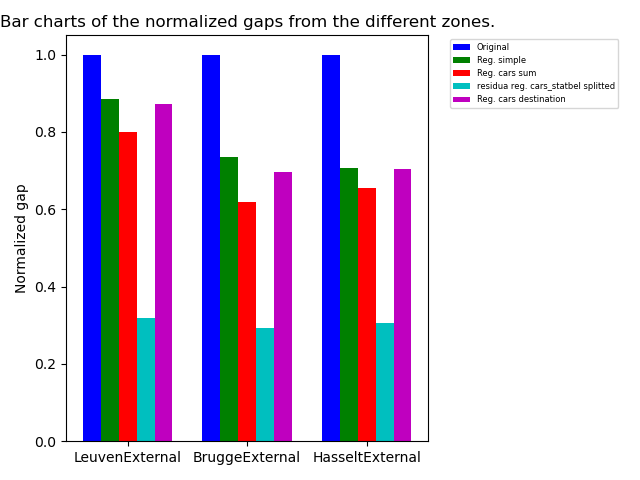 Bar charts of the normalized gaps from the different zones.
Original
Reg. simple
Reg. cars sum
residua reg. cars_statbel splitted
Reg. cars destination
Normalized gap
1.0
0.8
0.6
0.4
0.2
0.0
LeuvenExternal BruggeExternal HasseltExternal